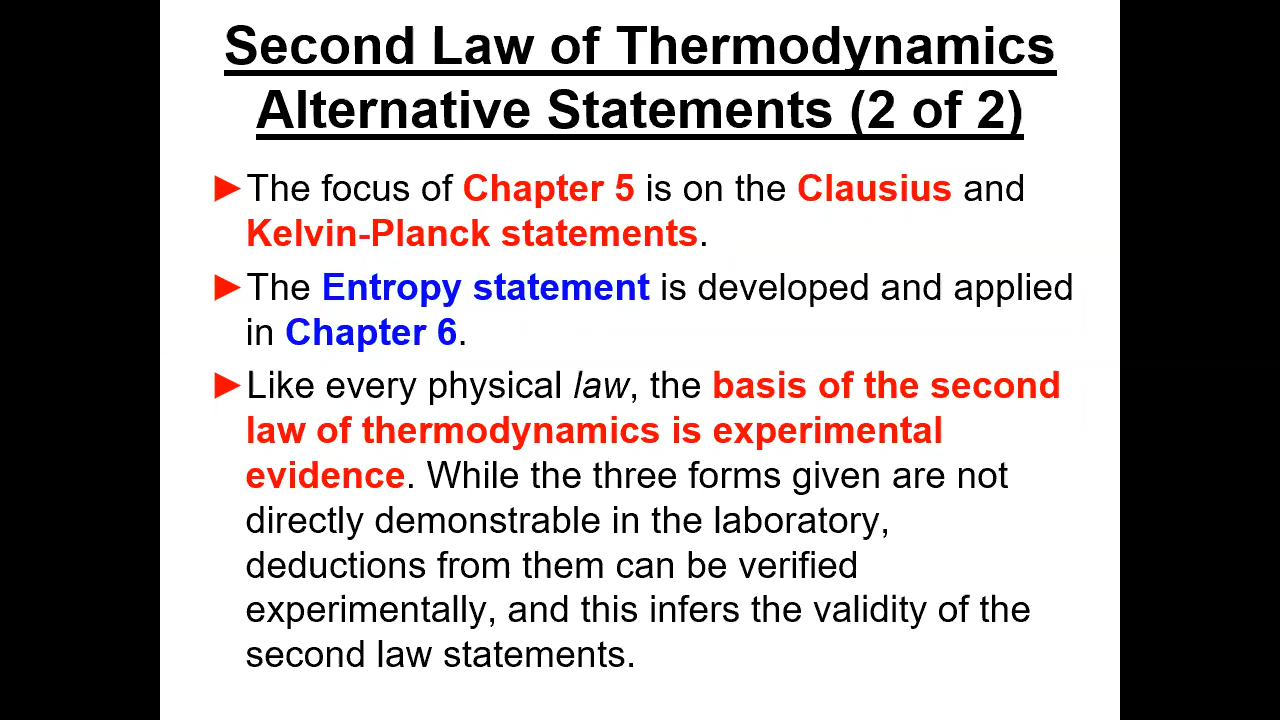 Second Law of Thermodynamics
Alternative Statements (2 of 2)
►The focus of Chapter 5 is on the Clausius and
Kelvin-Planck statements.
►The Entropy statement is developed and applied
in Chapter 6.
►Like every physical law, the basis of the second
law of thermodynamics is experimental
evidence. While the three forms given are not
directly demonstrable in the laboratory,
deductions from them can be verified
experimentally, and this infers the validity of the
second law statements.